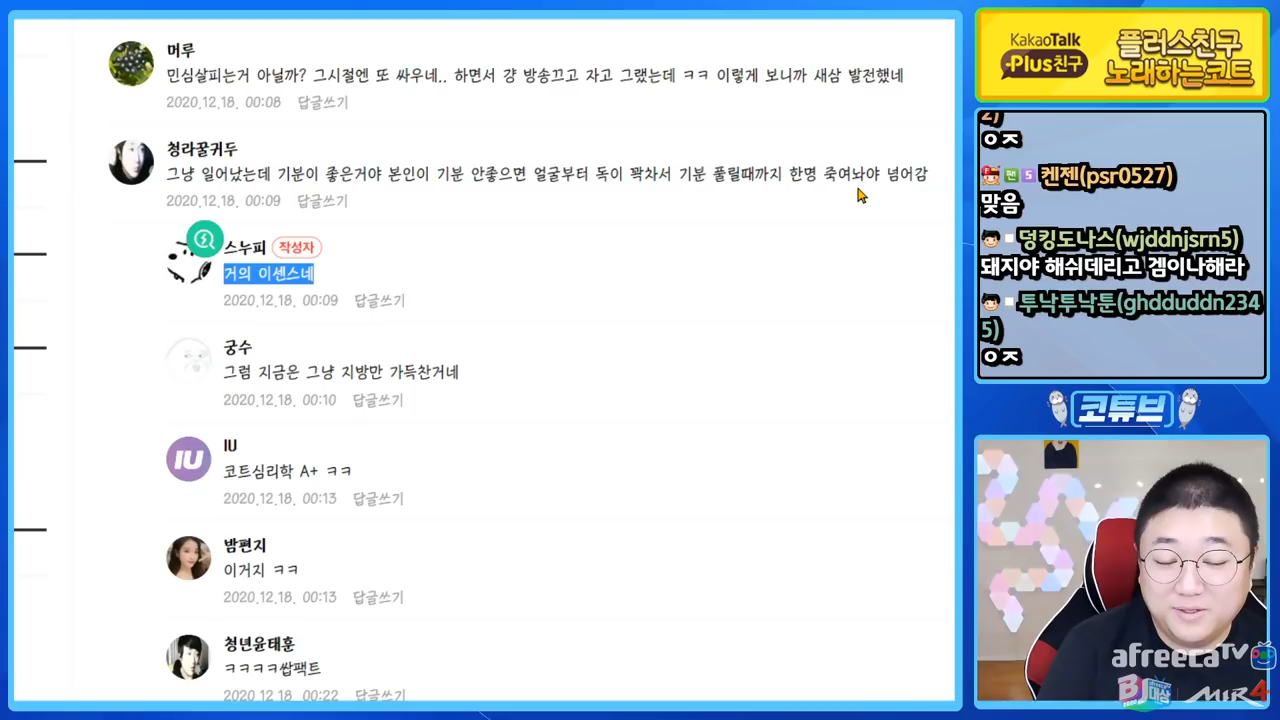 머루
민심살피는거 아닐까? 그시절엔 또 싸우네.. 하면서 걍 방송끄고 자고 그랬는데 ㅋㅋ 이렇게 보니까 새삼 발전했네
2020.12.18. 00:08 답글쓰기
청라꿀귀두
그냥 일어났는데 기분이 좋은거야 본인이 기분 안좋으면 얼굴부터 독이 꽉차서 기분 풀릴때까지 한명 죽여놔야 넘어감
2020.12.18. 00:09 답글쓰기
스누피 작성자
거의 이센스네
2020.12.18. 00:09 답글쓰기
궁수
그럼 지금은 그냥 지방만 가득찬거네
2020.12.18. 00:10 답글쓰기
IU
IU
코트심리학 A+ ㅋㅋ
2020.12.18. 00:13 답글쓰기
밤편지
이거지 ㅋㅋ
2020.12.18. 00:13 답글쓰기
청년윤태훈
ㅋㅋㅋㅋ쌉팩트
2020.12.18. 00:22 답글쓰기
KakaoTalk
Plus친구
플러스친구
노래하는코트
2)
ㅇㅈ
팬 5 켄젠(psr0527)
맞음
덩킹도나스(wjddnjsrn5)
돼지야 해쉬데리고 겜이나해라
투낙투낙툰(ghdduddn234
5)
ㅇㅈ
코튜브
afreecaTV
afreecaTV
BJ대상
MIR4